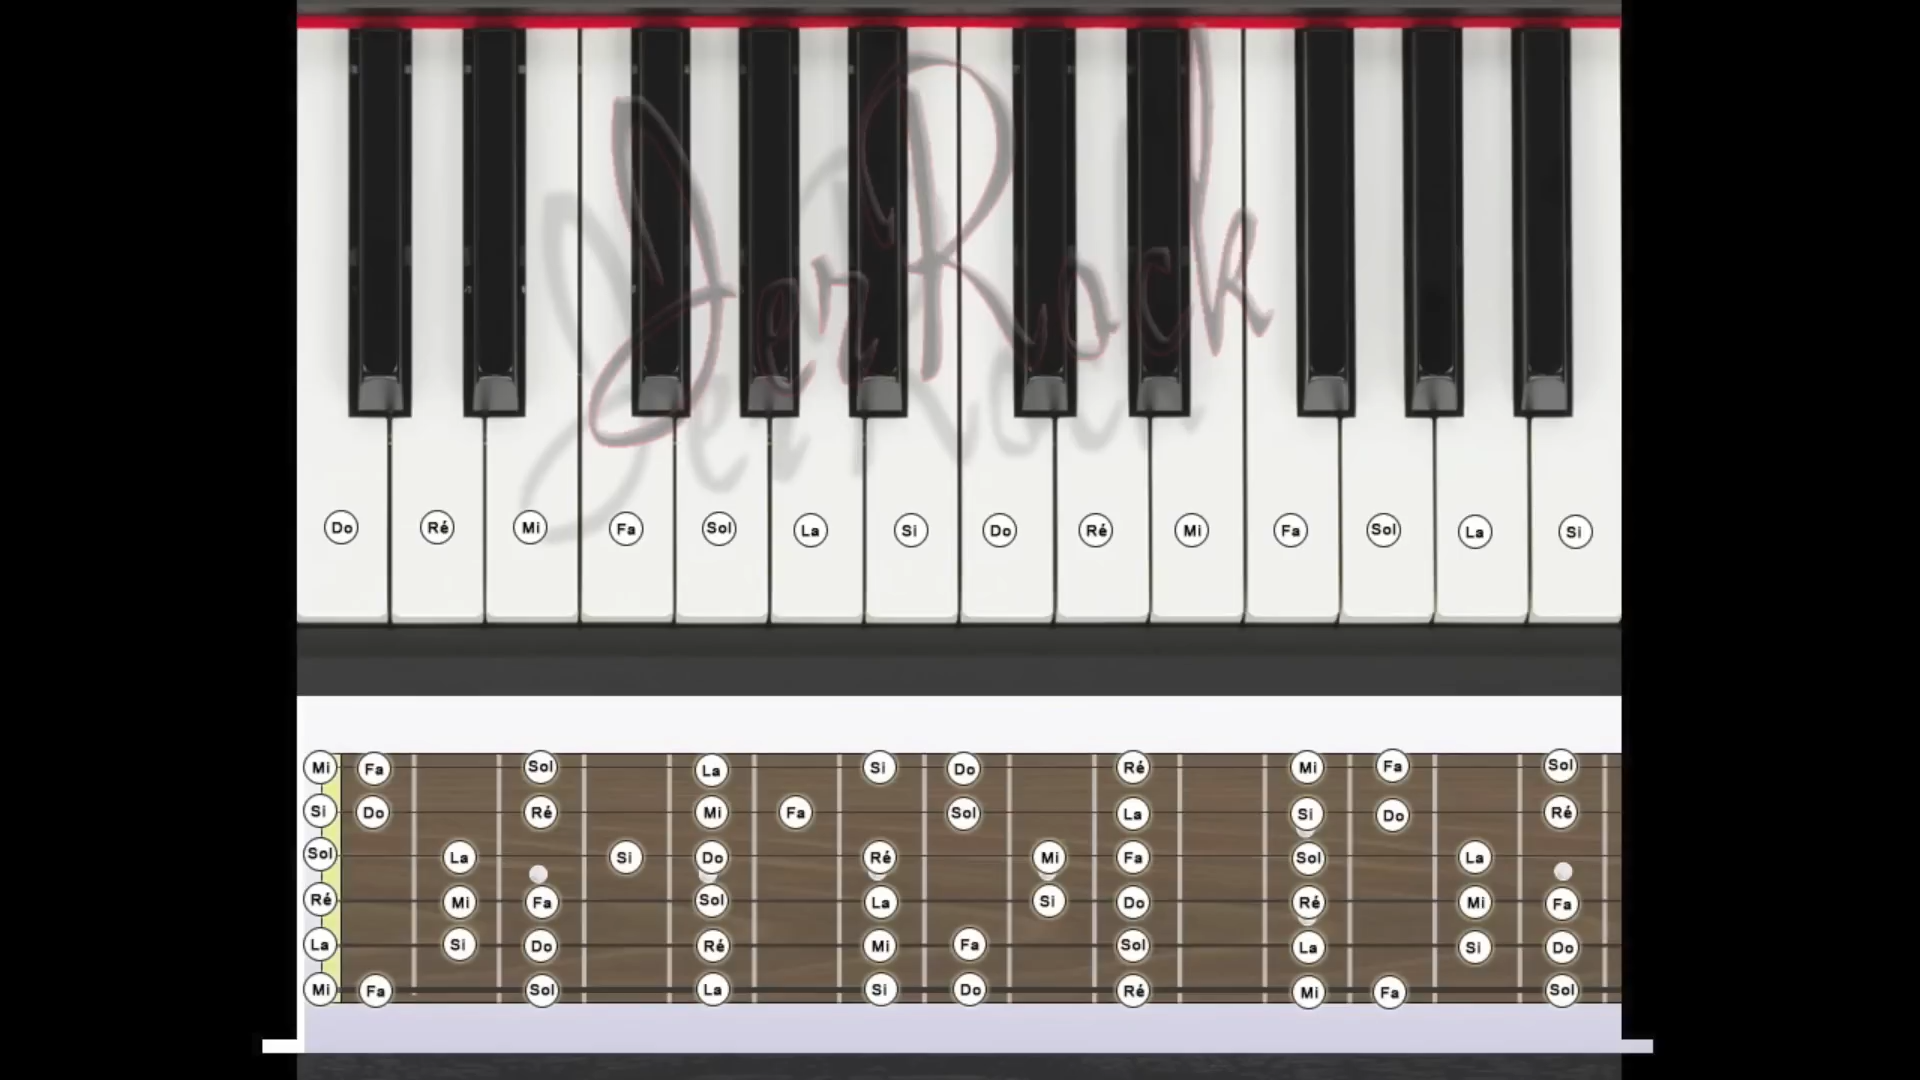 JerRock
Do Ré Mi Fa Sol La Si Do Ré Mi Fa Sol La Si
Mi Fa Sol La Si Do Ré Mi Fa Sol
Si Do Ré Mi Fa Sol La Si Do Ré
Sol La Si Do Ré Mi Fa Sol La
Ré Mi Fa Sol La Si Do Ré Mi Fa
La Si Do Ré Mi Fa Sol La Si Do
Mi Fa Sol La Si Do Ré Mi Fa Sol